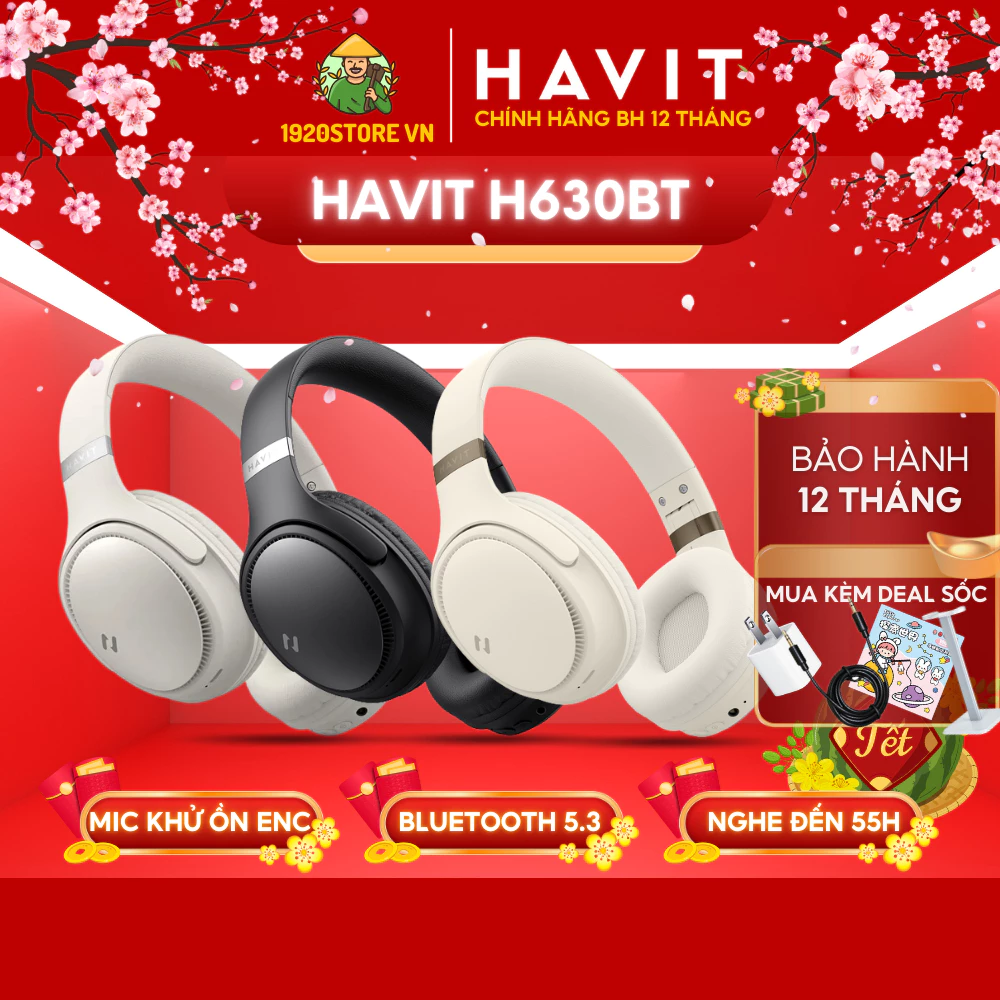 1920STORE VN
HAVIT
CHÍNH HÃNG BH 12 THÁNG
HAVIT H630BT
HAVIT
HAVIT
BẢO HÀNH
12 THÁNG
MUA KÈM DEAL SỐC
Tết
MIC KHỬ ỒN ENC
BLUETOOTH 5.3
NGHE ĐẾN 55H